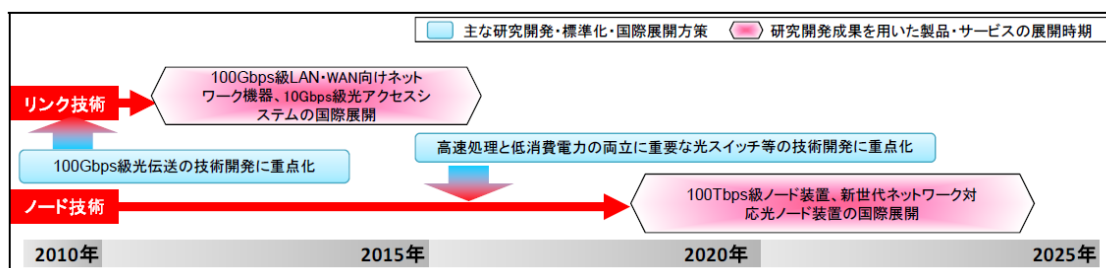 主な研究開発・標準化・国際展開方策
研究開発成果を用いた製品・サービスの展開時期
100Gbps級LAN・WAN向けネット
ワーク機器、10Gbps級光アクセスシ
ステムの国際展開
リンク技術
高速処理と低消費電力の両立に重要な光スイッチ等の技術開発に重点化
100Gbps級光伝送の技術開発に重点化
100Tbps級ノード装置、新世代ネットワーク対
応光ノード装置の国際展開
ノード技術
2010年
2015年
2020年
2025年